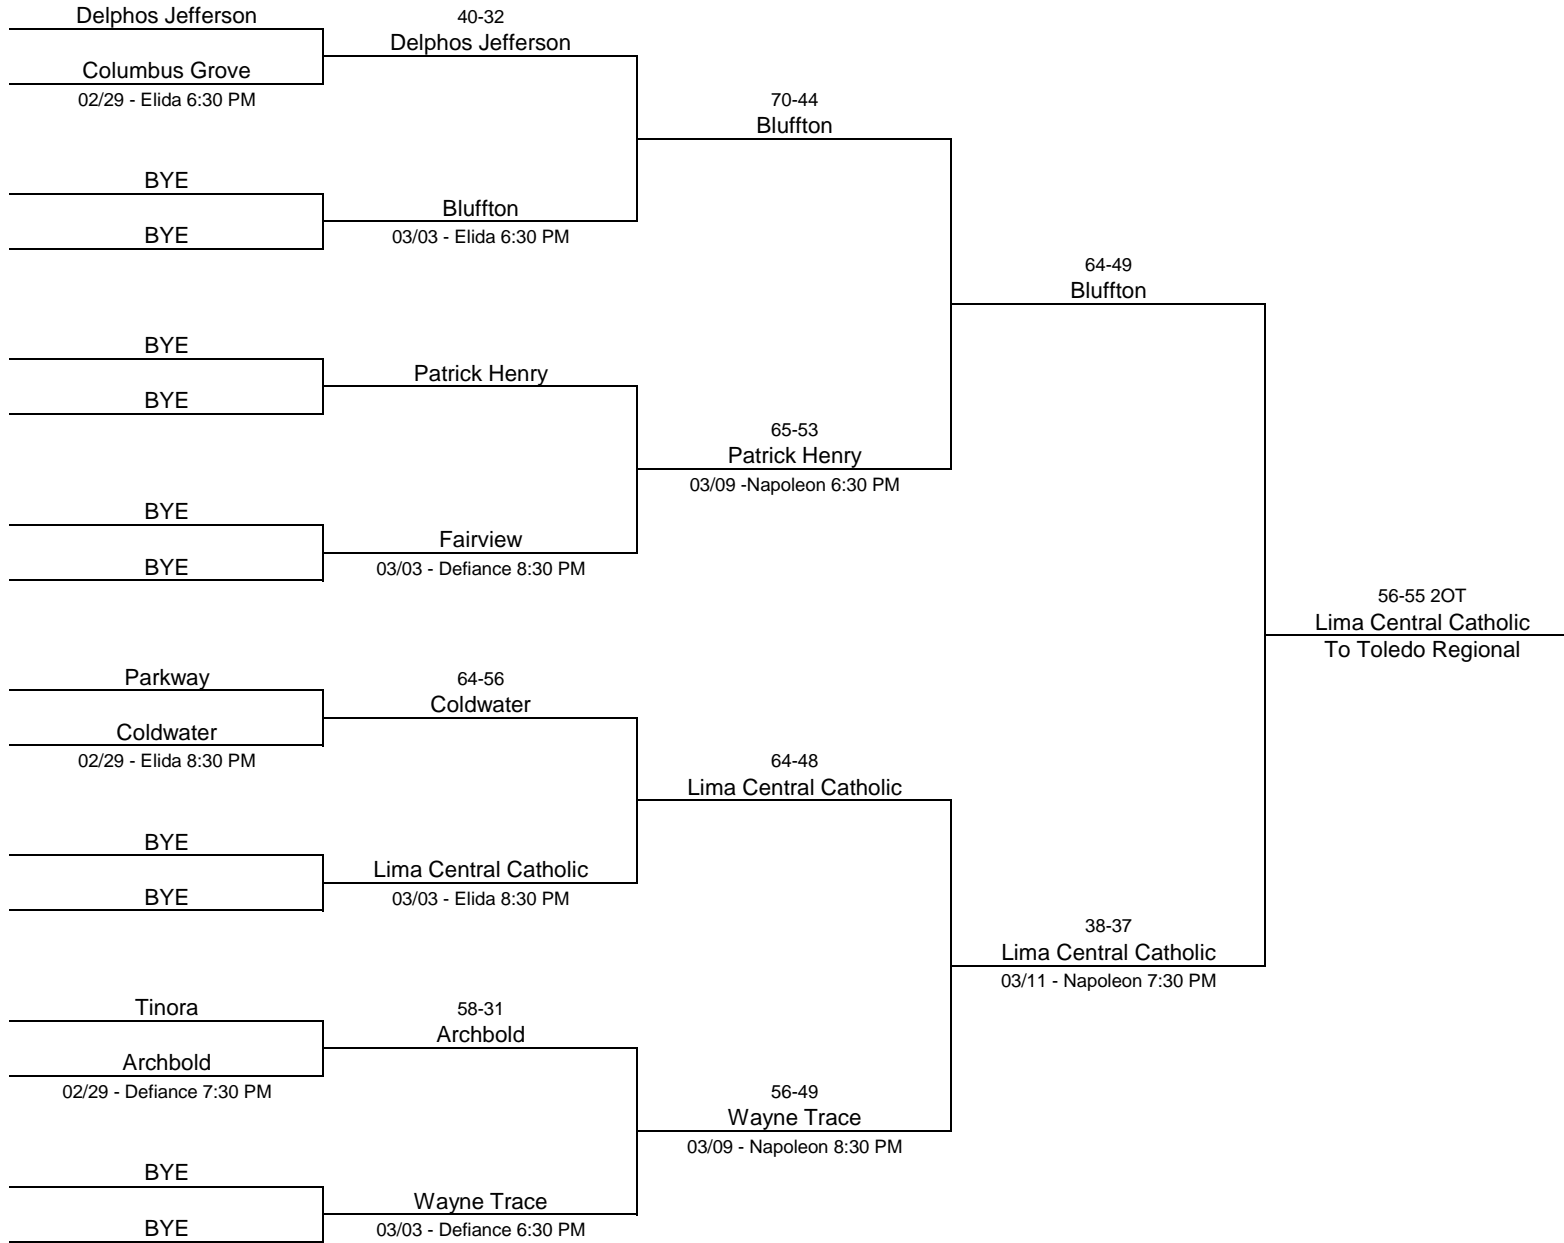 Delphos Jefferson
40-32
Delphos Jefferson
Columbus Grove
02/29 - Elida 6:30 PM
70-44
Bluffton
BYE
Bluffton
BYE
03/03 - Elida 6:30 PM
64-49
Bluffton
BYE
Patrick Henry
BYE
65-53
Patrick Henry
03/09 -Napoleon 6:30 PM
BYE
Fairview
BYE
03/03 - Defiance 8:30 PM
56-55 2OT
Lima Central Catholic
To Toledo Regional
Parkway
64-56
Coldwater
Coldwater
02/29 - Elida 8:30 PM
64-48
Lima Central Catholic
BYE
Lima Central Catholic
BYE
03/03 - Elida 8:30 PM
38-37
Lima Central Catholic
03/11 - Napoleon 7:30 PM
Tinora
58-31
Archbold
Archbold
02/29 - Defiance 7:30 PM
56-49
Wayne Trace
03/09 - Napoleon 8:30 PM
BYE
Wayne Trace
BYE
03/03 - Defiance 6:30 PM